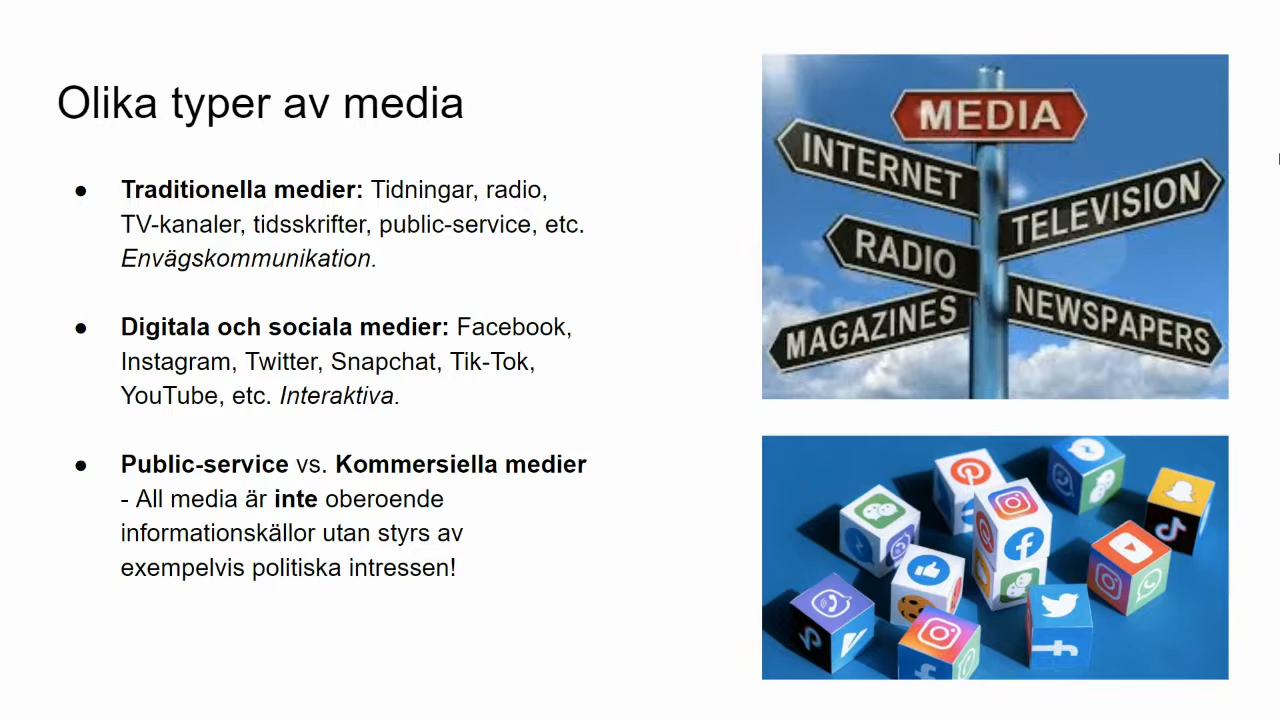 Olika typer av media
● Traditionella medier: Tidningar, radio,
TV-kanaler, tidsskrifter, public-service, etc.
Envägskommunikation.
● Digitala och sociala medier: Facebook,
Instagram, Twitter, Snapchat, Tik-Tok,
YouTube, etc. Interaktiva.
● Public-service vs. Kommersiella medier
- All media är inte oberoende
informationskällor utan styrs av
exempelvis politiska intressen!
MEDIA
INTERNET
TELEVISION
RADIO
MAGAZINES
NEWSPAPERS